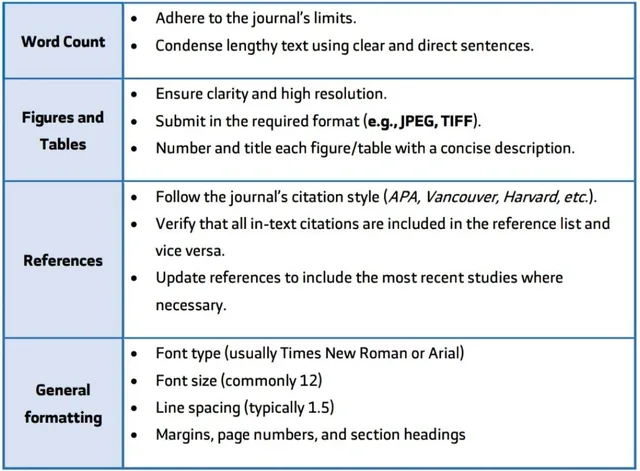 Word Count
• Adhere to the journal's limits.
• Condense lengthy text using clear and direct sentences.
Figures and
Tables
• Ensure clarity and high resolution.
• Submit in the required format (e.g., JPEG, TIFF).
• Number and title each figure/table with a concise description.
References
• Follow the journal's citation style (APA, Vancouver, Harvard, etc.).
• Verify that all in-text citations are included in the reference list and
vice versa.
• Update references to include the most recent studies where
necessary.
General
formatting
• Font type (usually Times New Roman or Arial)
• Font size (commonly 12)
• Line spacing (typically 1.5)
• Margins, page numbers, and section headings